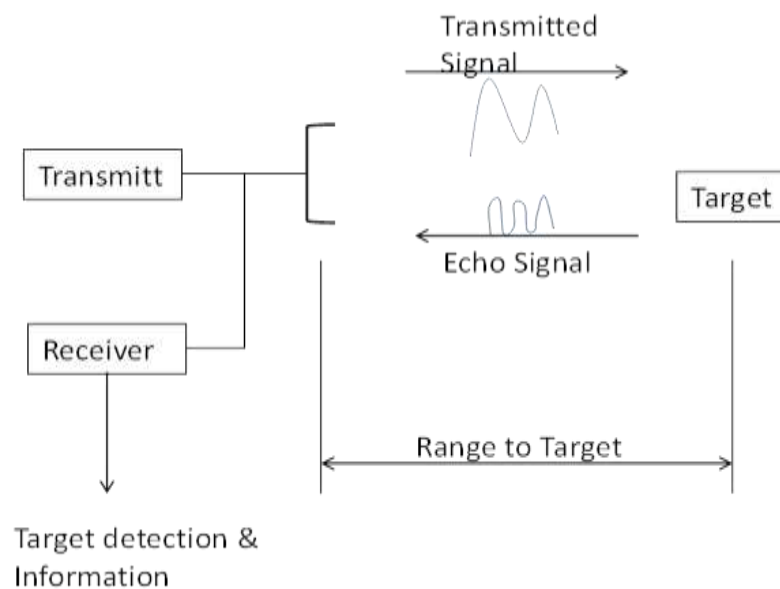 Transmitted
Signal
Transmitt
Target
Echo Signal
Receiver
Range to Target
Target detection &
Information